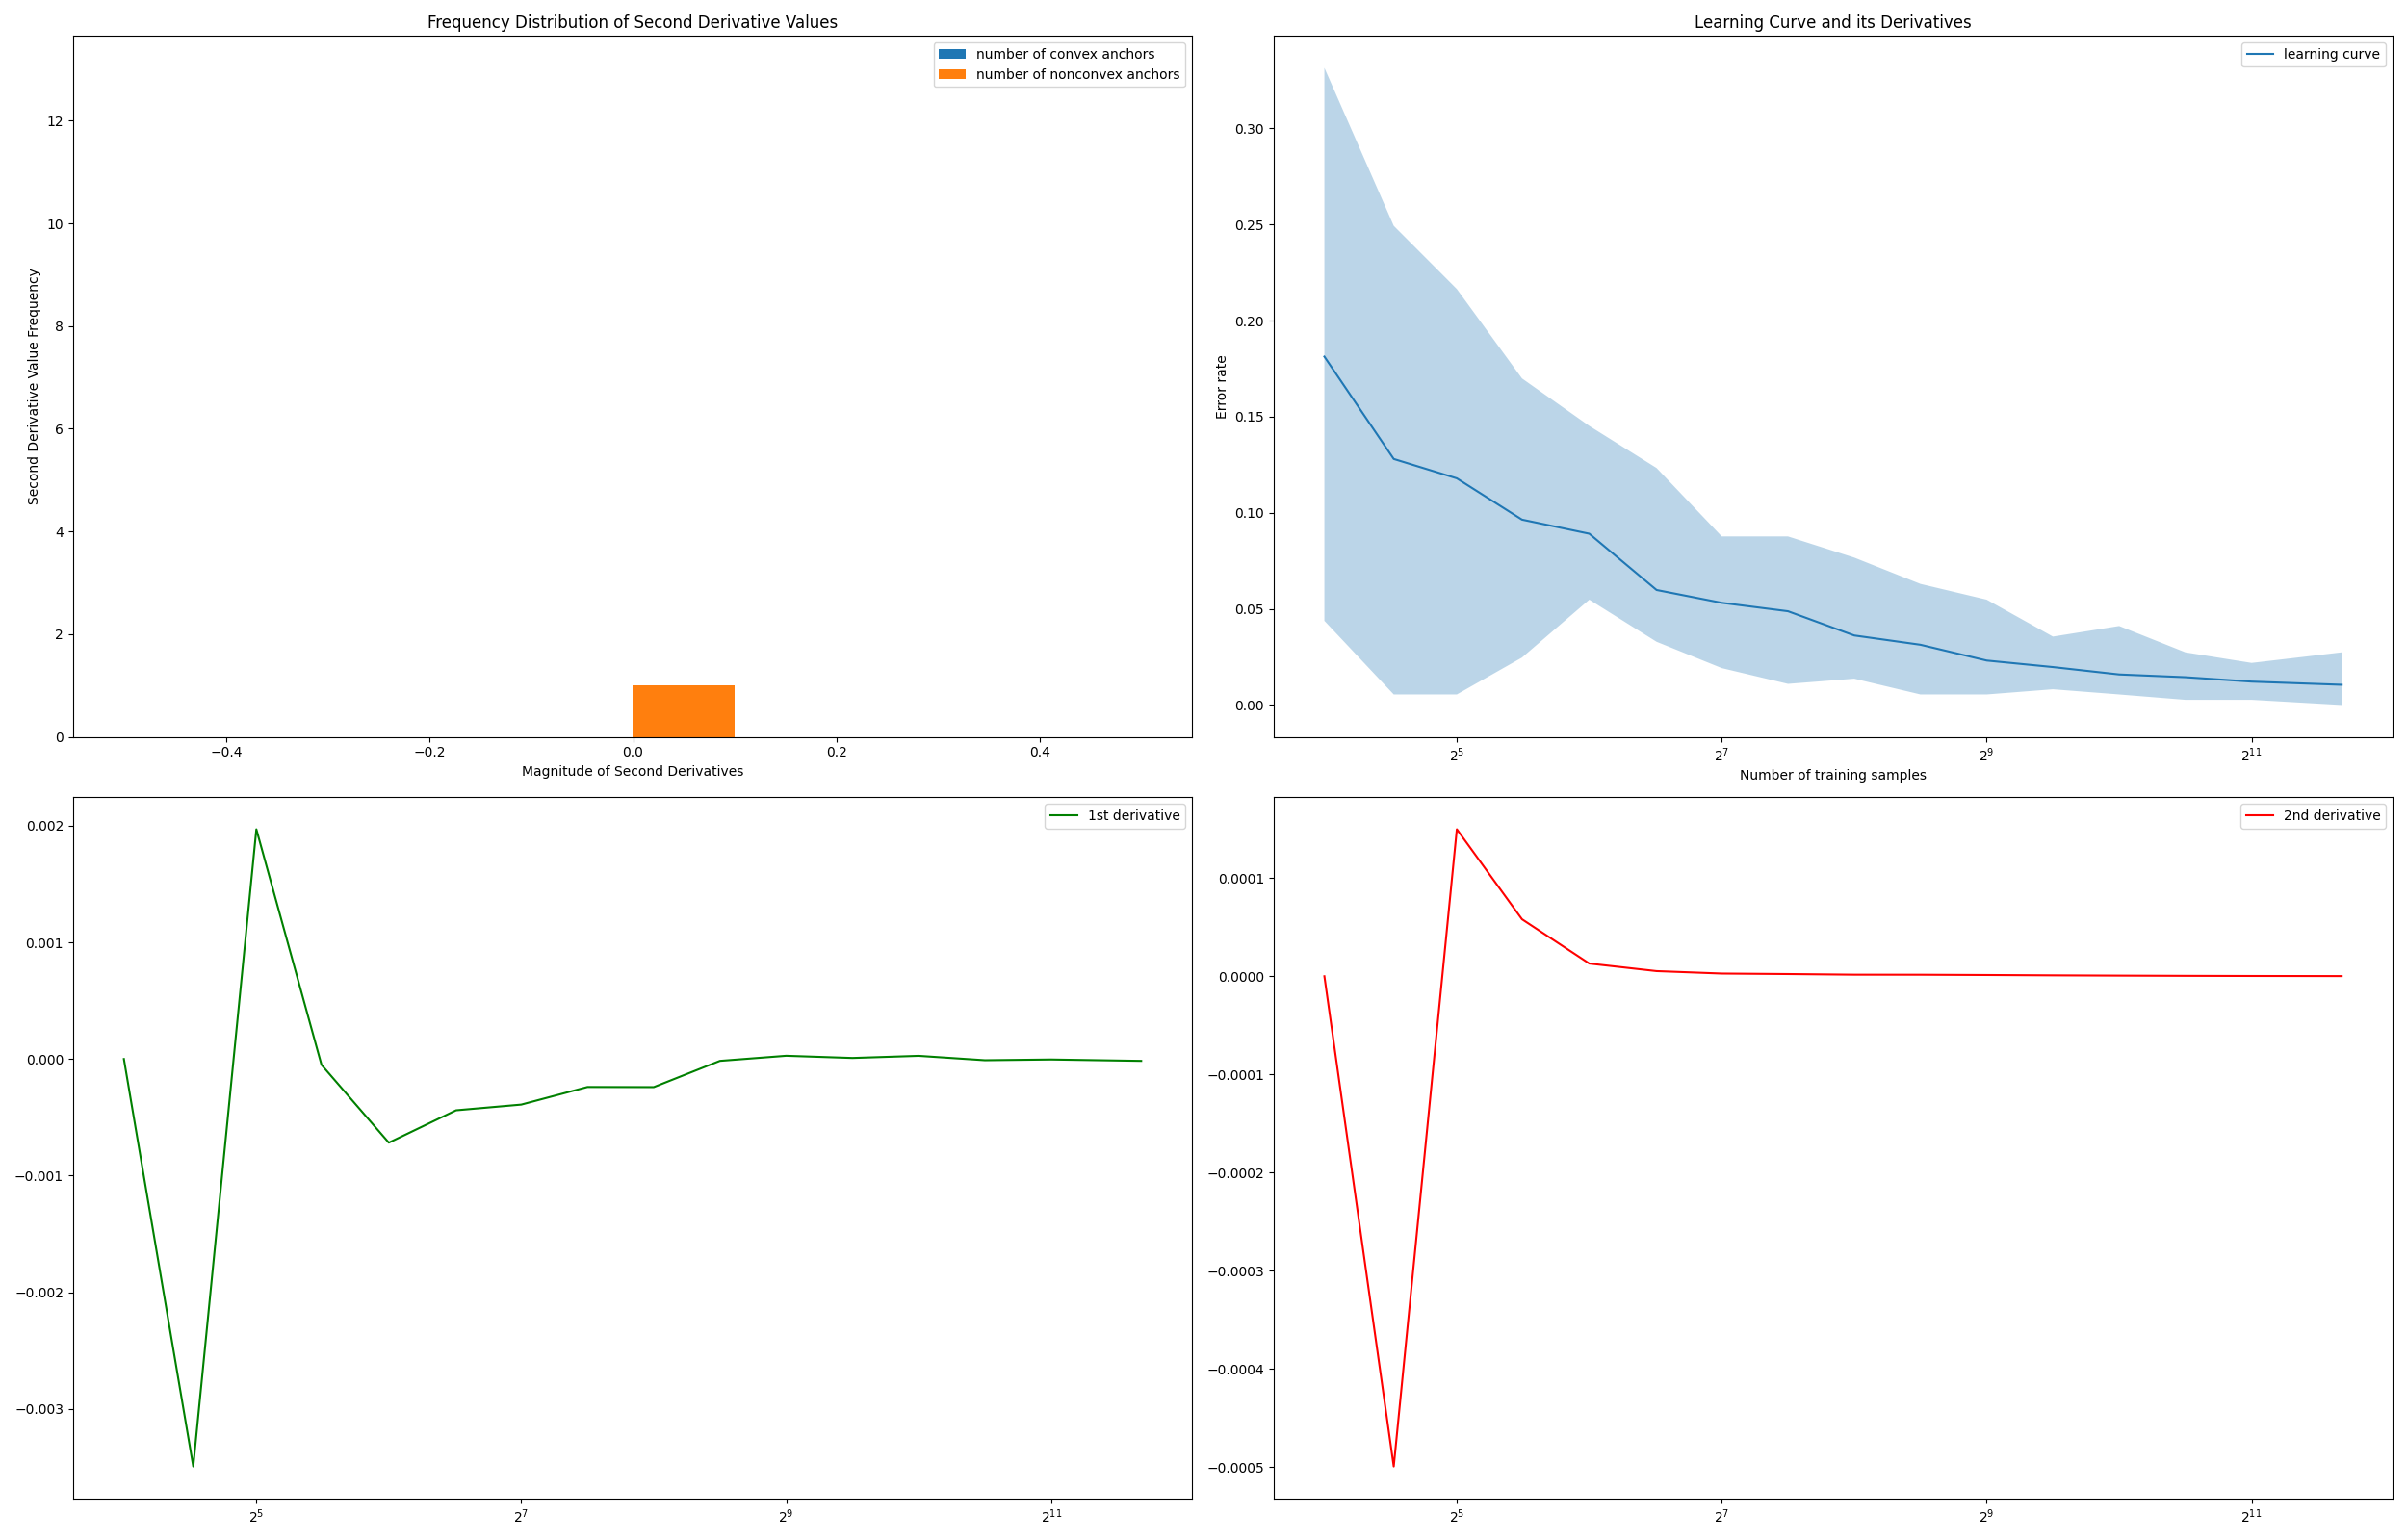 Frequency Distribution of Second Derivative Values
number of convex anchors
number of nonconvex anchors
12
10
8
6
4
2
0
Second Derivative Value Frequency
−0.4 −0.2 0.0 0.2 0.4
Magnitude of Second Derivatives
Learning Curve and its Derivatives
learning curve
0.30
0.25
0.20
0.15
0.10
0.05
0.00
Error rate
2^5 2^7 2^9 2^11
Number of training samples
1st derivative
0.002
0.001
0.000
−0.001
−0.002
−0.003
2^5 2^7 2^9 2^11
2nd derivative
0.0001
0.0000
−0.0001
−0.0002
−0.0003
−0.0004
−0.0005
2^5 2^7 2^9 2^11